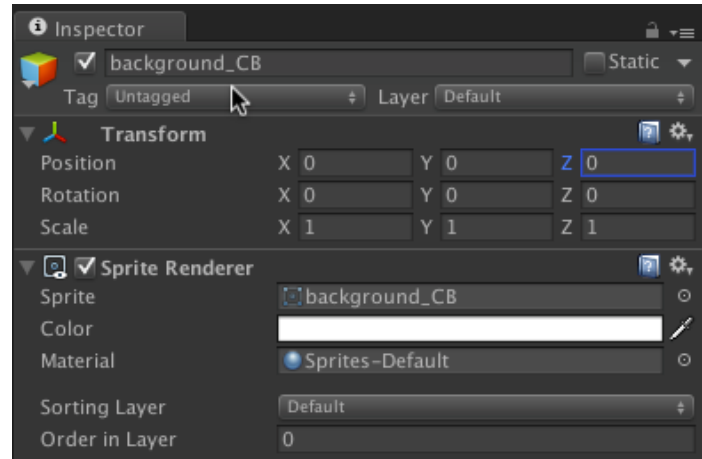 Inspector
background_CB Static
Tag Untagged Layer Default
Transform
Position X 0 Y 0 Z 0
Rotation X 0 Y 0 Z 0
Scale X 1 Y 1 Z 1
Sprite Renderer
Sprite background_CB
Color
Material Sprites-Default
Sorting Layer Default
Order in Layer 0